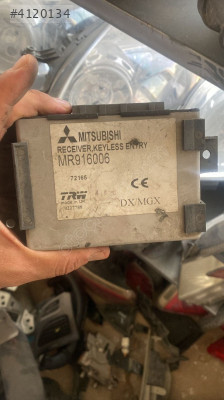 #4120134
MITSUBISHI
RECEIVER,KEYLESS ENTRY
MR916006
TRW
CE
DX/MGX